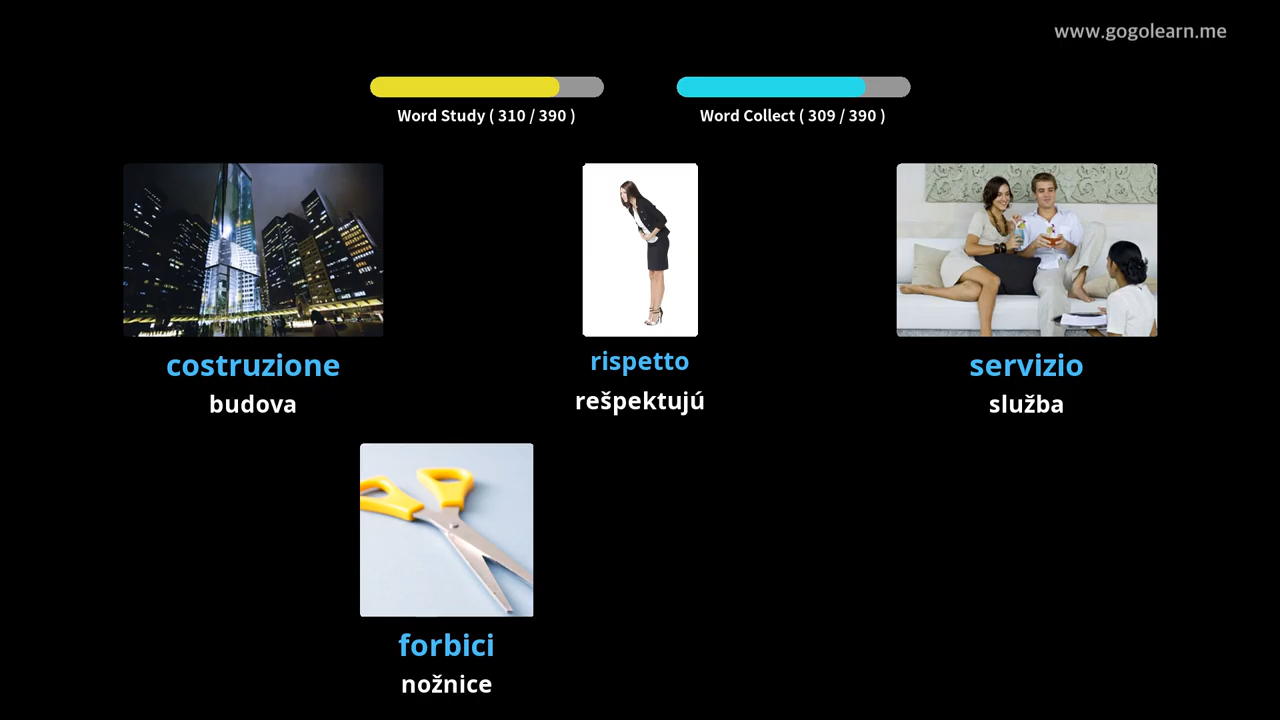 www.gogolearn.me
Word Study ( 310 / 390 )
Word Collect ( 309 / 390 )
costruzione
budova
rispetto
rešpektujú
servizio
služba
forbici
nožnice